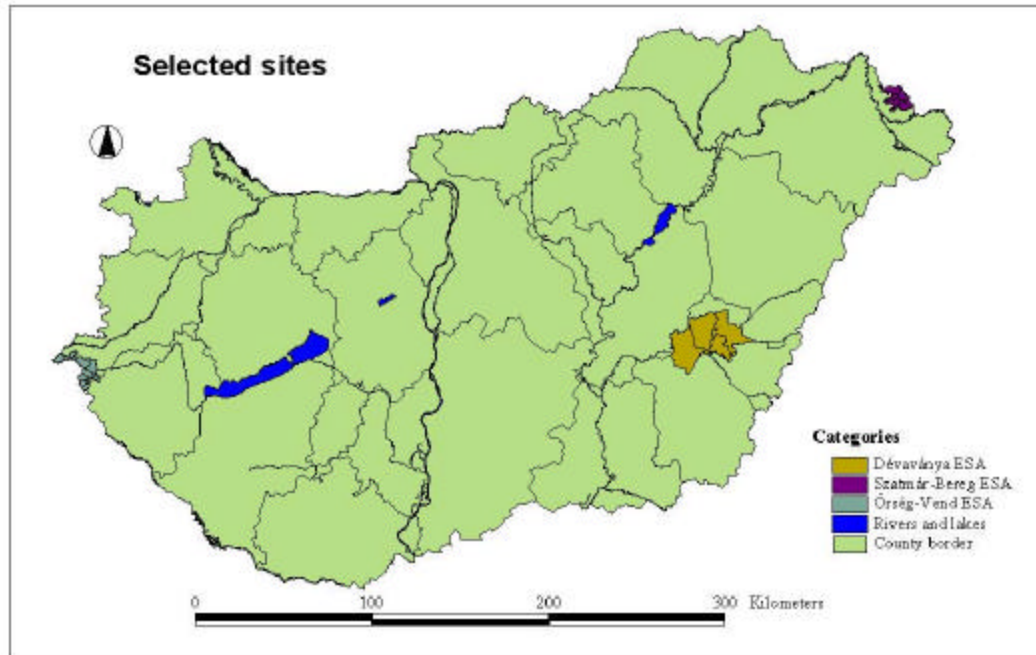 Selected sites
Categories
Dévaványa ESA
Szatmár-Bereg ESA
Őrség-Vend ESA
Rivers and lakes
County border
0 100 200 300 Kilometers